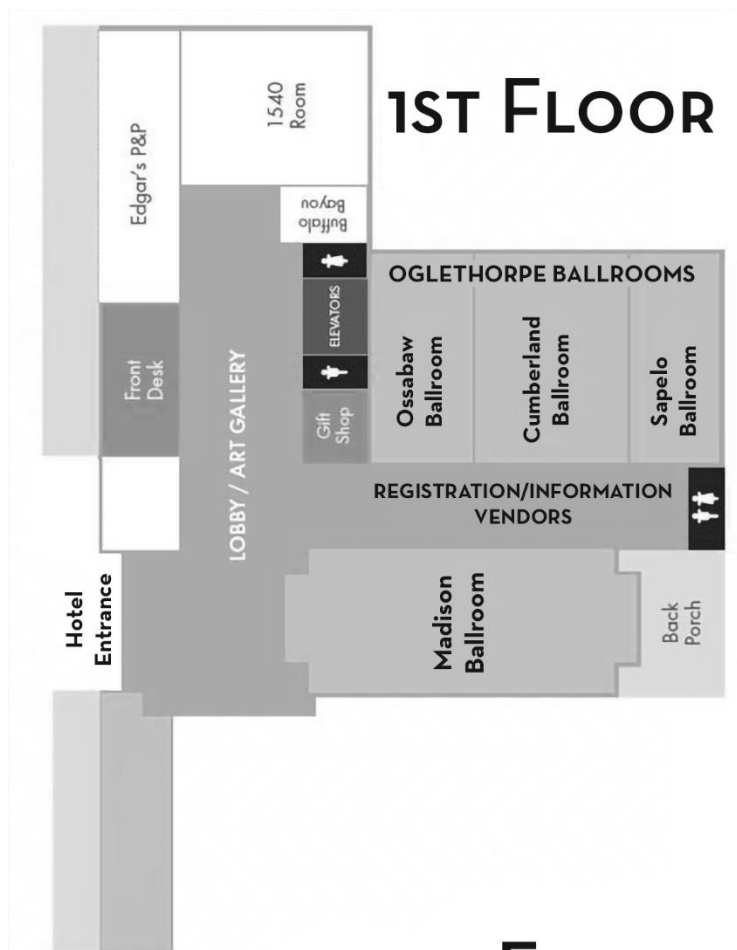 1ST FLOOR
1540
Room
Edgar's P&P
Buffalo
Bayou
OGLETHORPE BALLROOMS
ELEVATORS
Front
Desk
LOBBY / ART GALLERY
Gift
Shop
Ossabaw
Ballroom
Cumberland
Ballroom
Sapelo
Ballroom
REGISTRATION/INFORMATION
VENDORS
Hotel
Entrance
Madison
Ballroom
Back
Porch